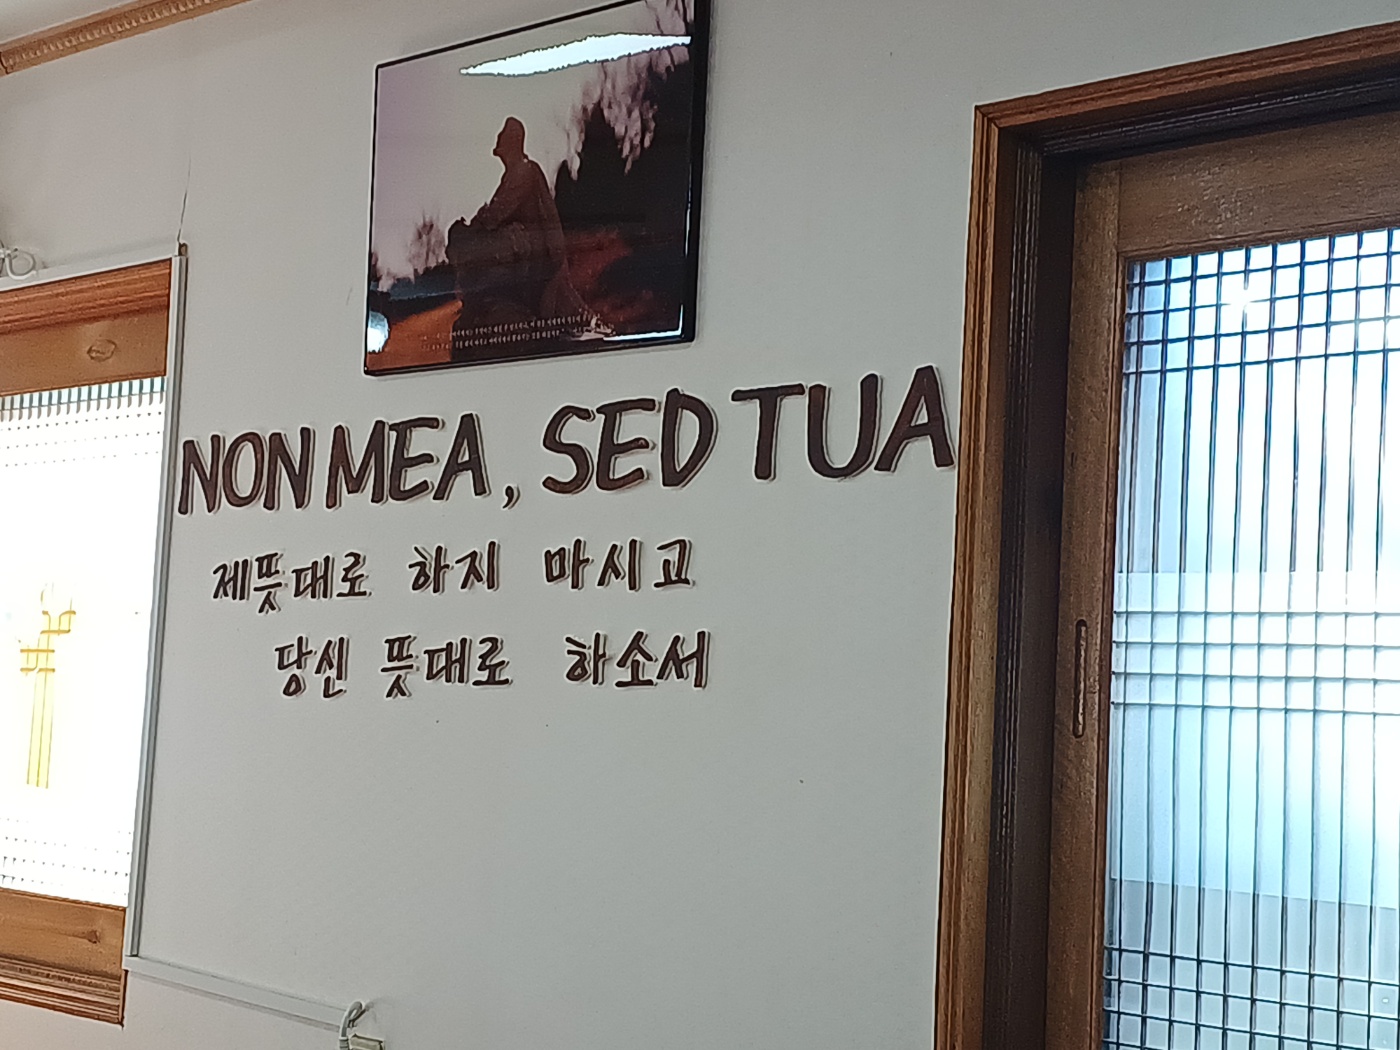 NON MEA, SED TUA
제뜻대로 하지 마시고
당신 뜻대로 하소서